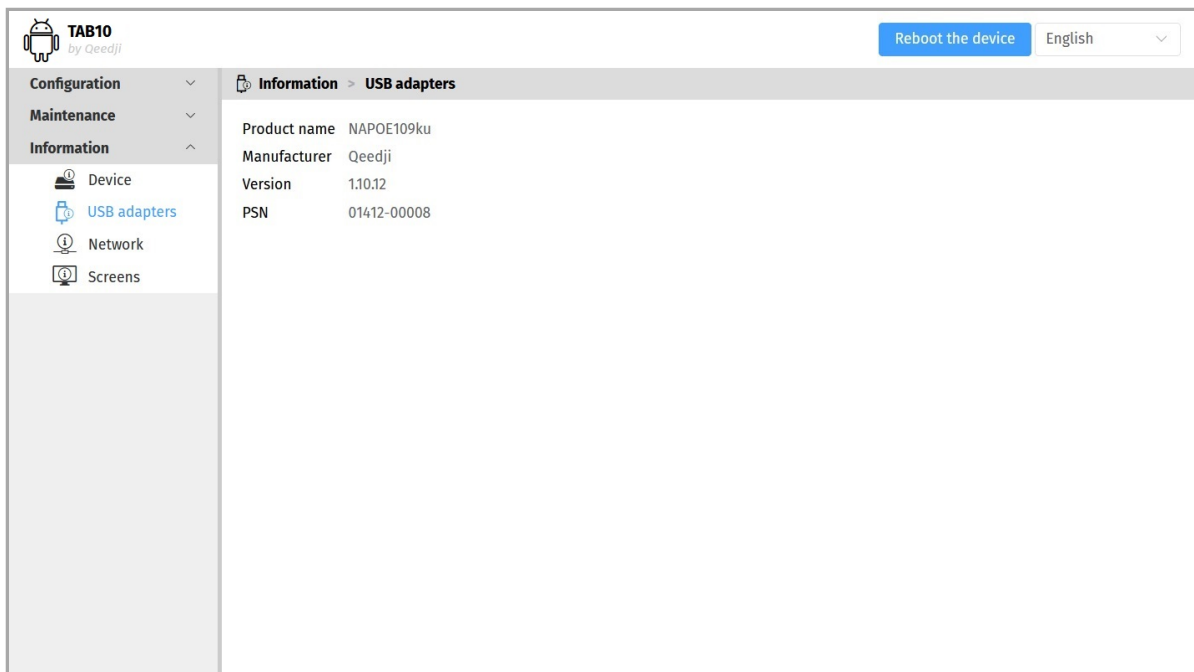 TAB10
by Qeedji
Reboot the device
English
Configuration
Maintenance
Information
Device
USB adapters
Network
Screens
Information > USB adapters
Product name NAPOE109ku
Manufacturer Qeedji
Version 1.10.12
PSN 01412-00008